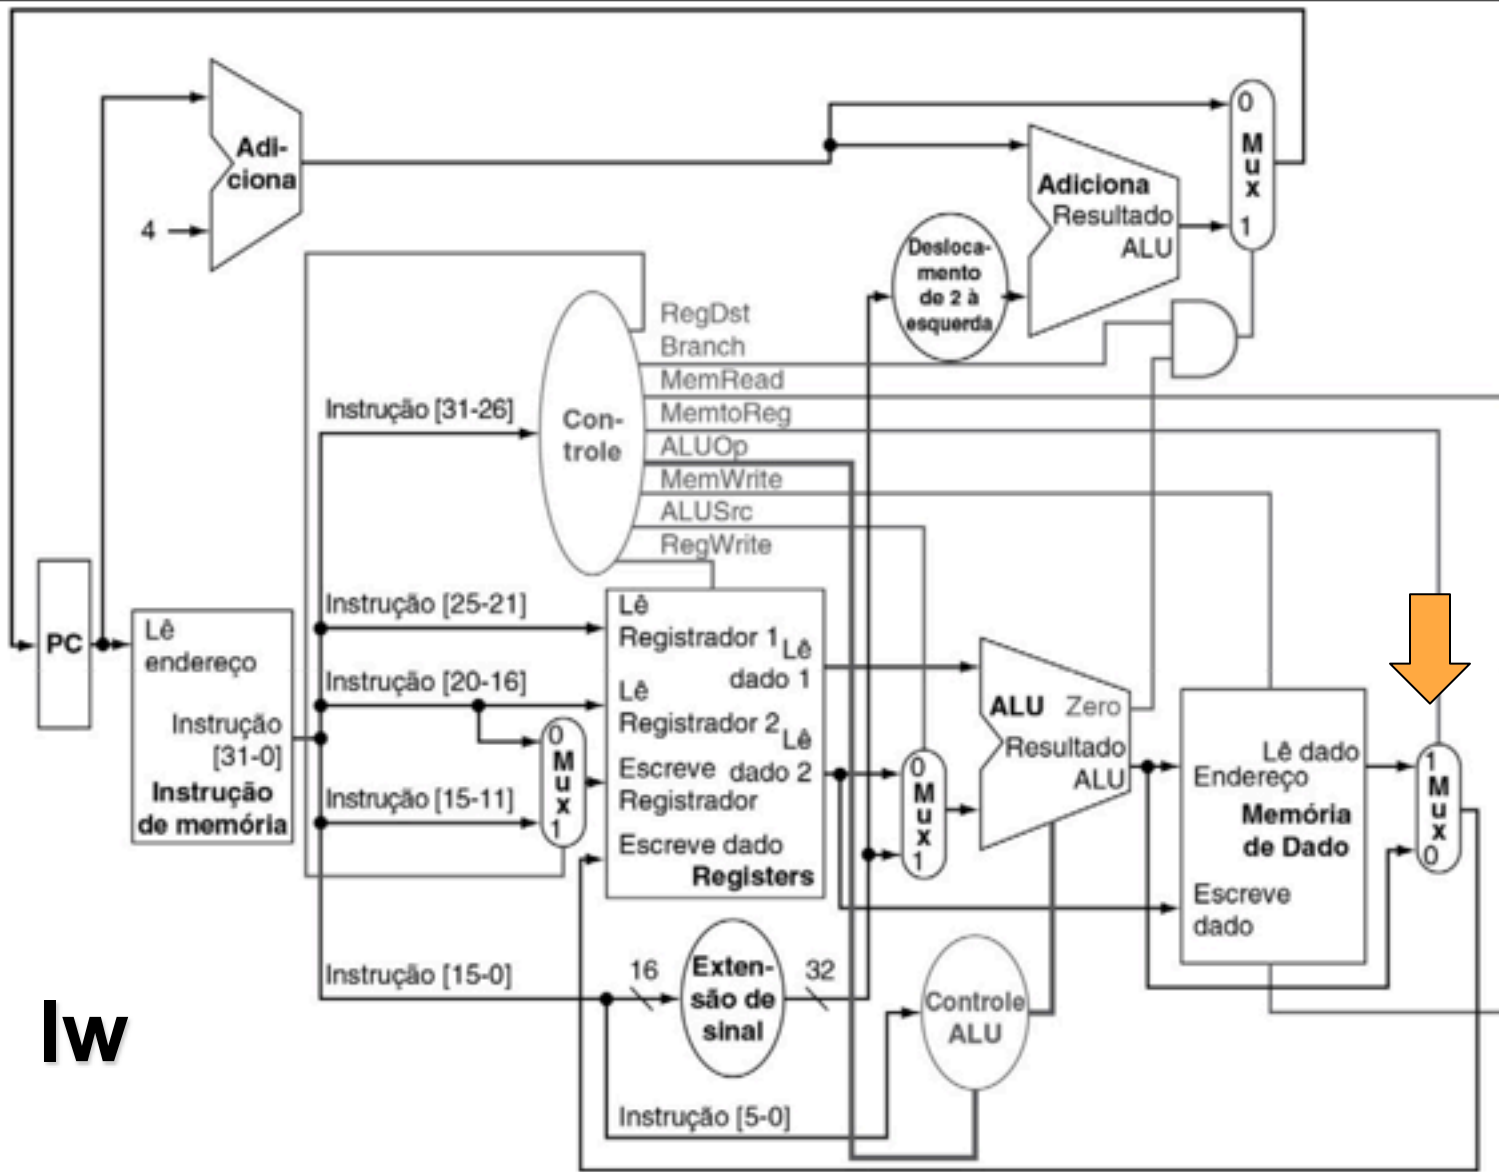 0
M
u
x
1
Adi-
ciona
4
Adiciona
Resultado
ALU
Desloca-
mento
de 2 à
esquerda
RegDst
Branch
MemRead
MemtoReg
ALUOp
MemWrite
ALUSrc
RegWrite
Con-
trole
Instrução [31-26]
Instrução [25-21]
Instrução [20-16]
Instrução [15-11]
Instrução [15-0]
Instrução [5-0]
PC
Lê
endereço
Instrução
[31-0]
Instrução
de memória
0
M
u
x
1
Lê
Registrador 1
Lê
dado 1
Lê
Registrador 2
Lê
dado 2
Escreve
Registrador
Escreve dado
Registers
0
M
u
x
1
ALU Zero
Resultado
ALU
Lê dado
Endereço
Memória
de Dado
Escreve
dado
1
M
u
x
0
16
Exten-
são de
sinal
32
Controle
ALU
lw